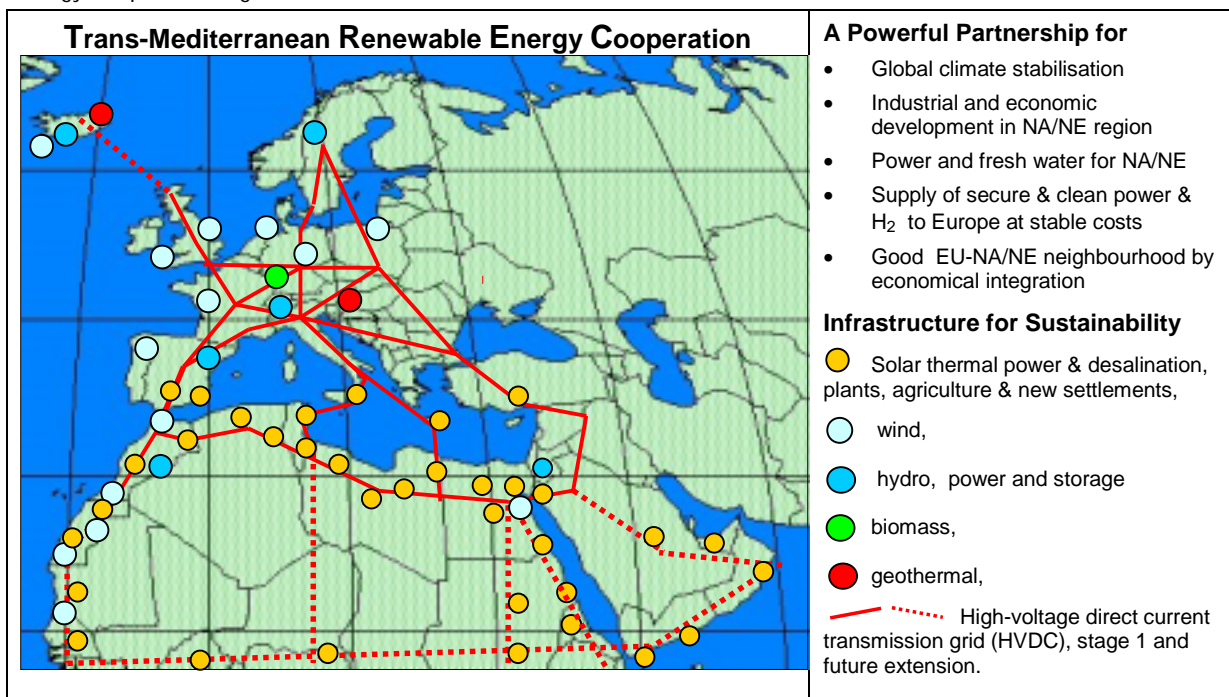 Trans-Mediterranean Renewable Energy Cooperation
A Powerful Partnership for
• Global climate stabilisation
• Industrial and economic
development in NA/NE region
• Power and fresh water for NA/NE
• Supply of secure & clean power &
H2 to Europe at stable costs
• Good EU-NA/NE neighbourhood by
economical integration
Infrastructure for Sustainability
Solar thermal power & desalination,
plants, agriculture & new settlements,
wind,
hydro, power and storage
biomass,
geothermal,
High-voltage direct current
transmission grid (HVDC), stage 1 and
future extension.